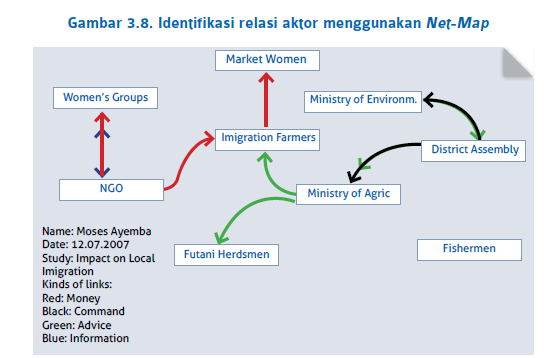 Gambar 3.8. Identifikasi relasi aktor menggunakan Net-Map
Market Women
Women's Groups
Ministry of Environm.
Imigration Farmers
District Assembly
NGO
Ministry of Agric
Futani Herdsmen
Fishermen
Name: Moses Ayemba
Date: 12.07.2007
Study: Impact on Local
Imigration
Kinds of links:
Red: Money
Black: Command
Green: Advice
Blue: Information